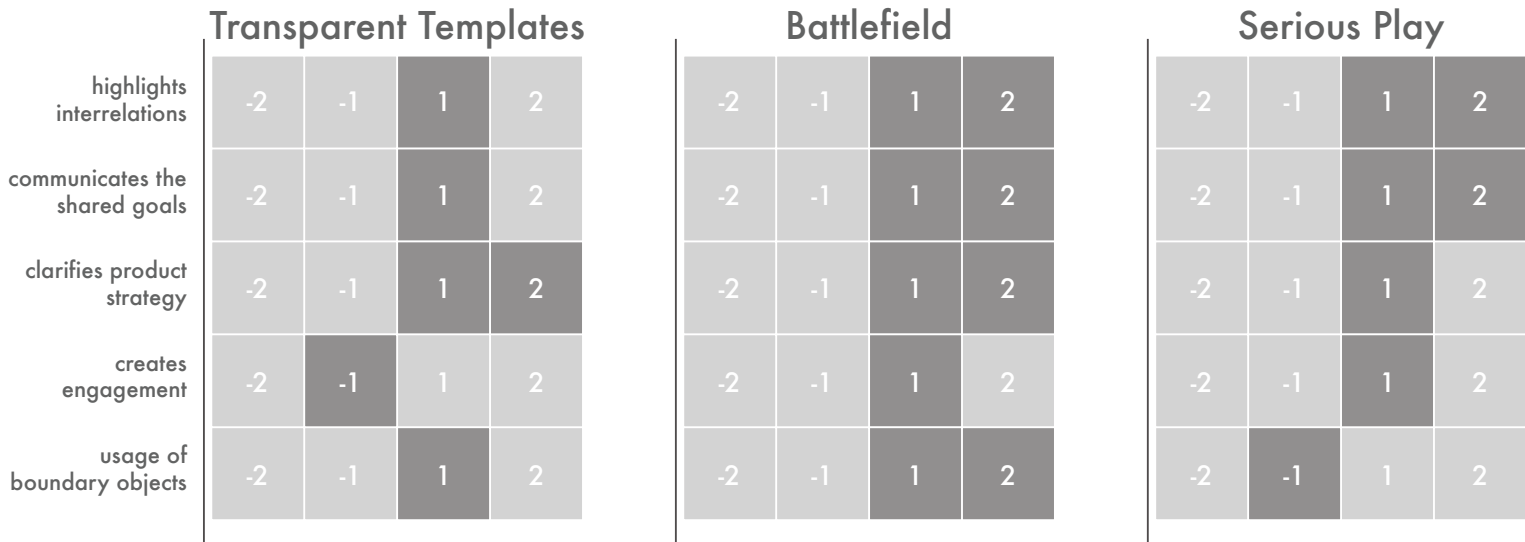 Transparent Templates Battlefield Serious Play
highlights
interrelations
-2 -1 1 2 -2 -1 1 2 -2 -1 1 2
communicates the
shared goals
-2 -1 1 2 -2 -1 1 2 -2 -1 1 2
clarifies product
strategy
-2 -1 1 2 -2 -1 1 2 -2 -1 1 2
creates
engagement
-2 -1 1 2 -2 -1 1 2 -2 -1 1 2
usage of
boundary objects
-2 -1 1 2 -2 -1 1 2 -2 -1 1 2